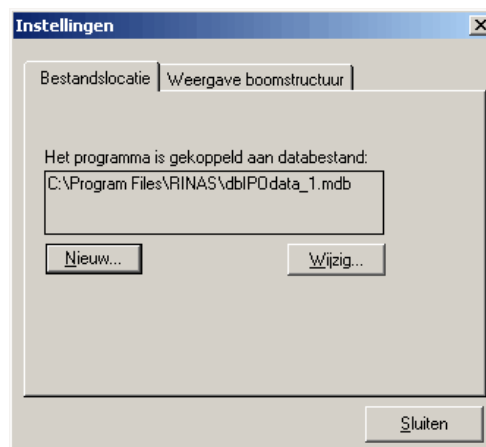 Instellingen
Bestandslocatie
Weergave boomstructuur
Het programma is gekoppeld aan databestand:
C:\Program Files\RINAS\dbIPOdata_1.mdb
Nieuw...
Wijzig...
Sluiten